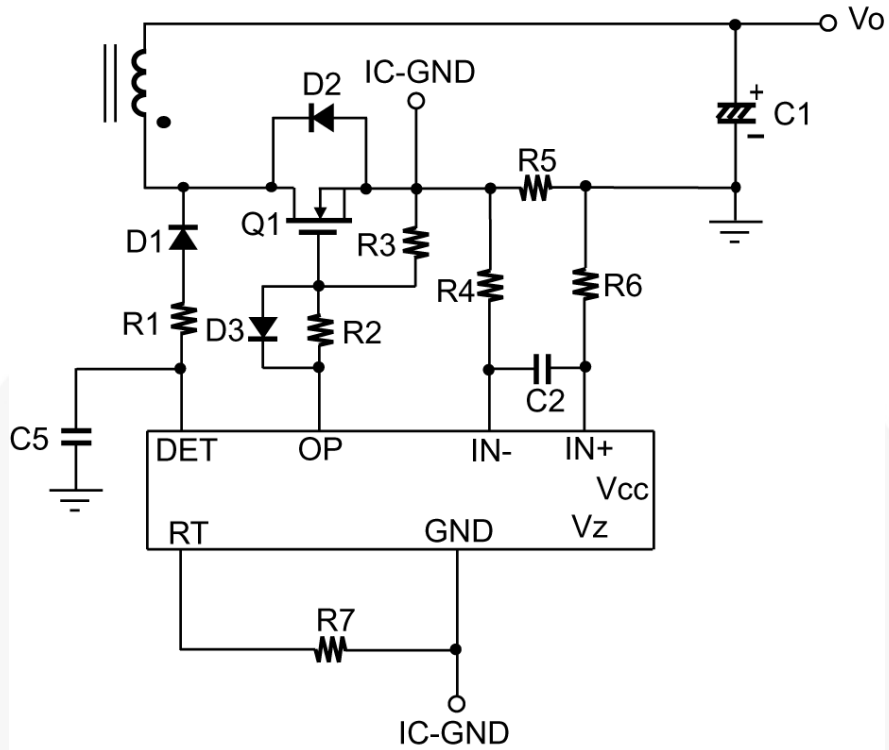 Vo
IC-GND
D2
+
C1
R5
Q1
D1
R3
R4
R6
R1
D3
R2
C2
C5
DET
OP
IN-
IN+
Vcc
RT
GND
Vz
R7
IC-GND